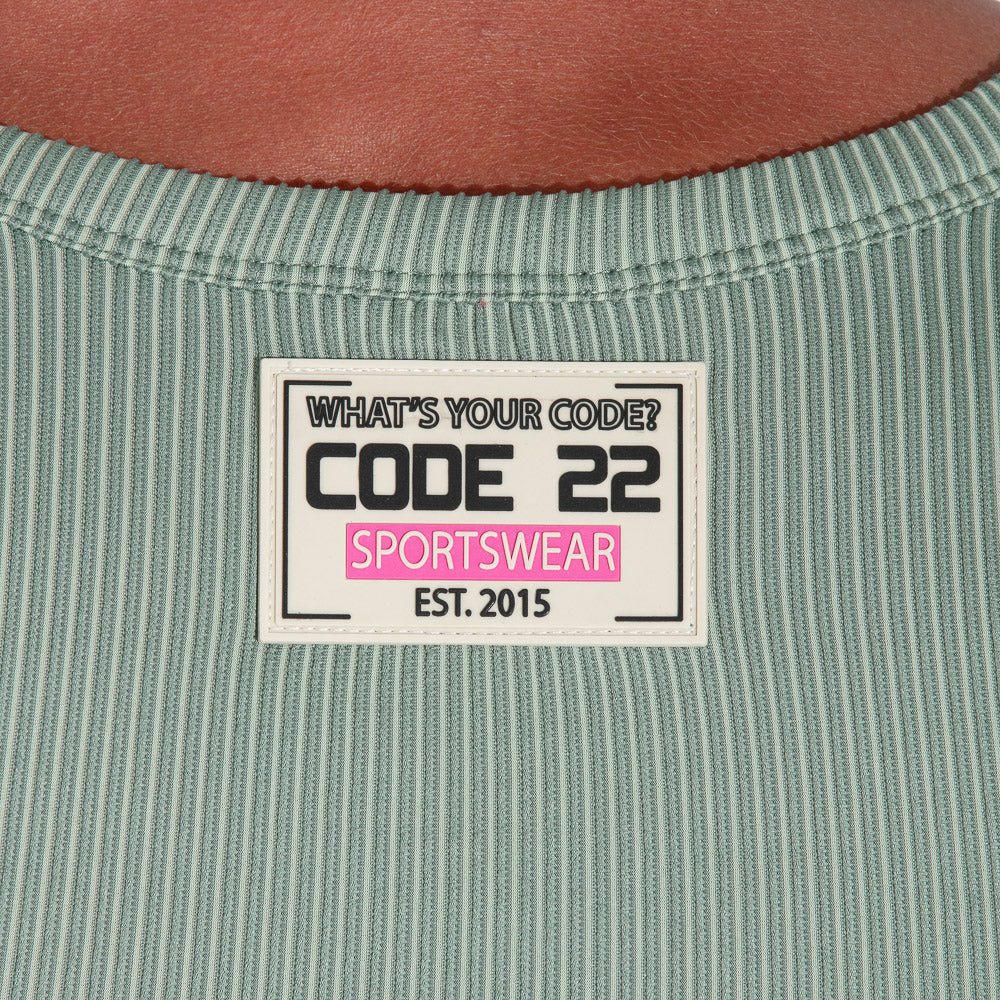 WHAT'S YOUR CODE?
CODE 22
SPORTSWEAR
EST. 2015